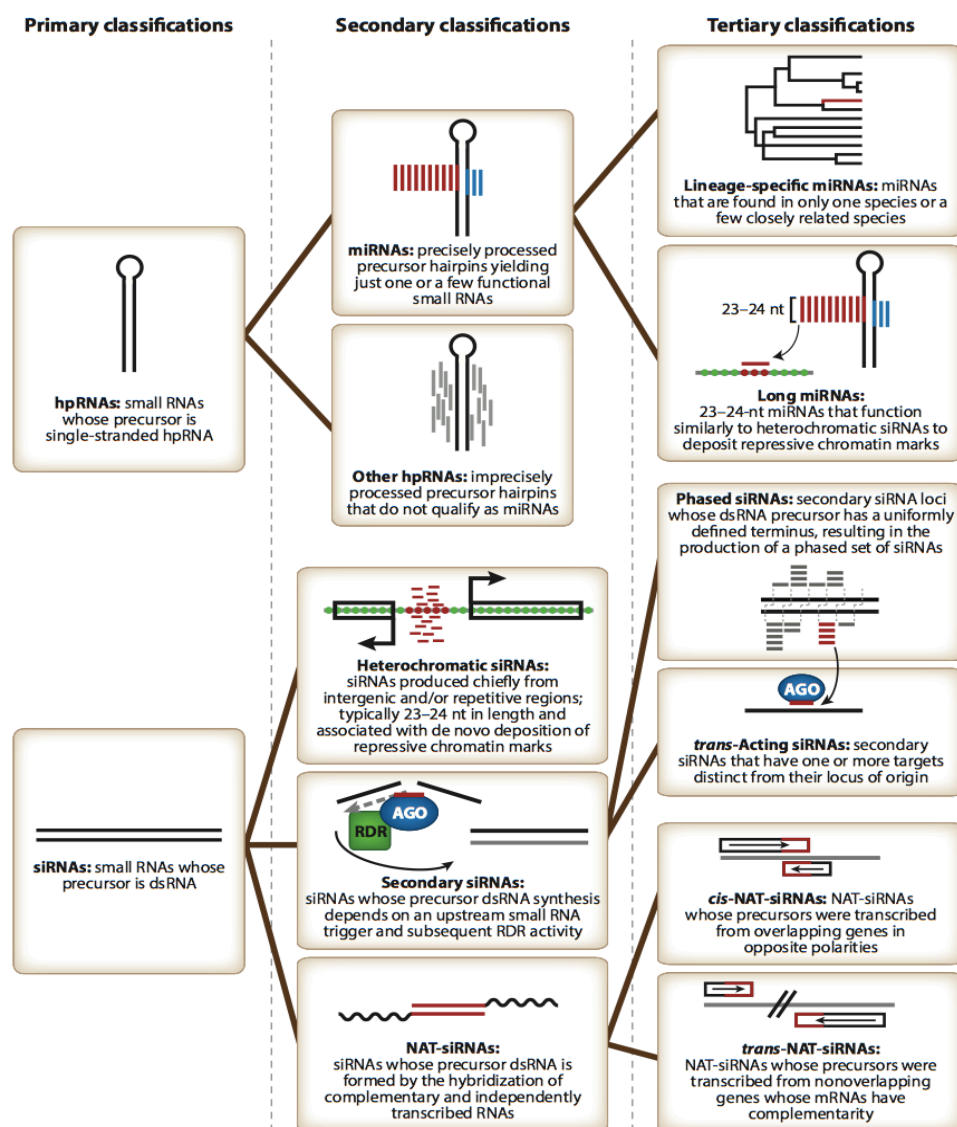 Primary classifications
Secondary classifications
Tertiary classifications
hpRNAs: small RNAs
whose precursor is
single-stranded hpRNA
miRNAs: precisely processed
precursor hairpins yielding
just one or a few functional
small RNAs
Other hpRNAs: imprecisely
processed precursor hairpins
that do not qualify as miRNAs
Lineage-specific miRNAs: miRNAs
that are found in only one species or a
few closely related species
23–24 nt
Long miRNAs:
23–24-nt miRNAs that function
similarly to heterochromatic siRNAs to
deposit repressive chromatin marks
siRNAs: small RNAs whose
precursor is dsRNA
Heterochromatic siRNAs:
siRNAs produced chiefly from
intergenic and/or repetitive regions;
typically 23–24 nt in length and
associated with de novo deposition of
repressive chromatin marks
AGO
RDR
Secondary siRNAs:
siRNAs whose precursor dsRNA synthesis
depends on an upstream small RNA
trigger and subsequent RDR activity
NAT-siRNAs:
siRNAs whose precursor dsRNA is
formed by the hybridization of
complementary and independently
transcribed RNAs
Phased siRNAs: secondary siRNA loci
whose dsRNA precursor has a uniformly
defined terminus, resulting in the
production of a phased set of siRNAs
AGO
trans-Acting siRNAs: secondary
siRNAs that have one or more targets
distinct from their locus of origin
cis-NAT-siRNAs: NAT-siRNAs
whose precursors were transcribed
from overlapping genes in
opposite polarities
trans-NAT-siRNAs:
NAT-siRNAs whose precursors were
transcribed from nonoverlapping
genes whose mRNAs have
complementarity